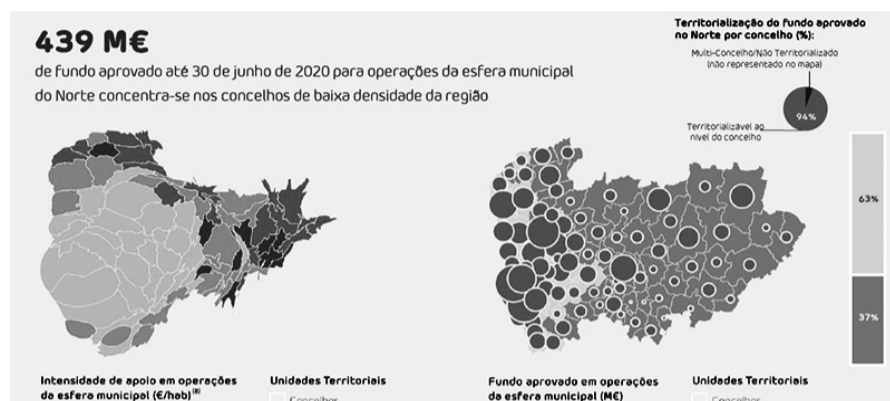 439 M€
de fundo aprovado até 30 de junho de 2020 para operações da esfera municipal
do Norte concentra-se nos concelhos de baixa densidade da região
Territorialização do fundo aprovado
no Norte por concelho (%):
Multi-Concelho/Não Territorializado
(não representado no mapa)
94%
Territorializável ao
nível do concelho
63%
37%
Intensidade de apoio em operações
da esfera municipal (€/hab)(8)
Unidades Territoriais
Concelhos
Fundo aprovado em operações
da esfera municipal (M€)
Unidades Territoriais
Concelhos